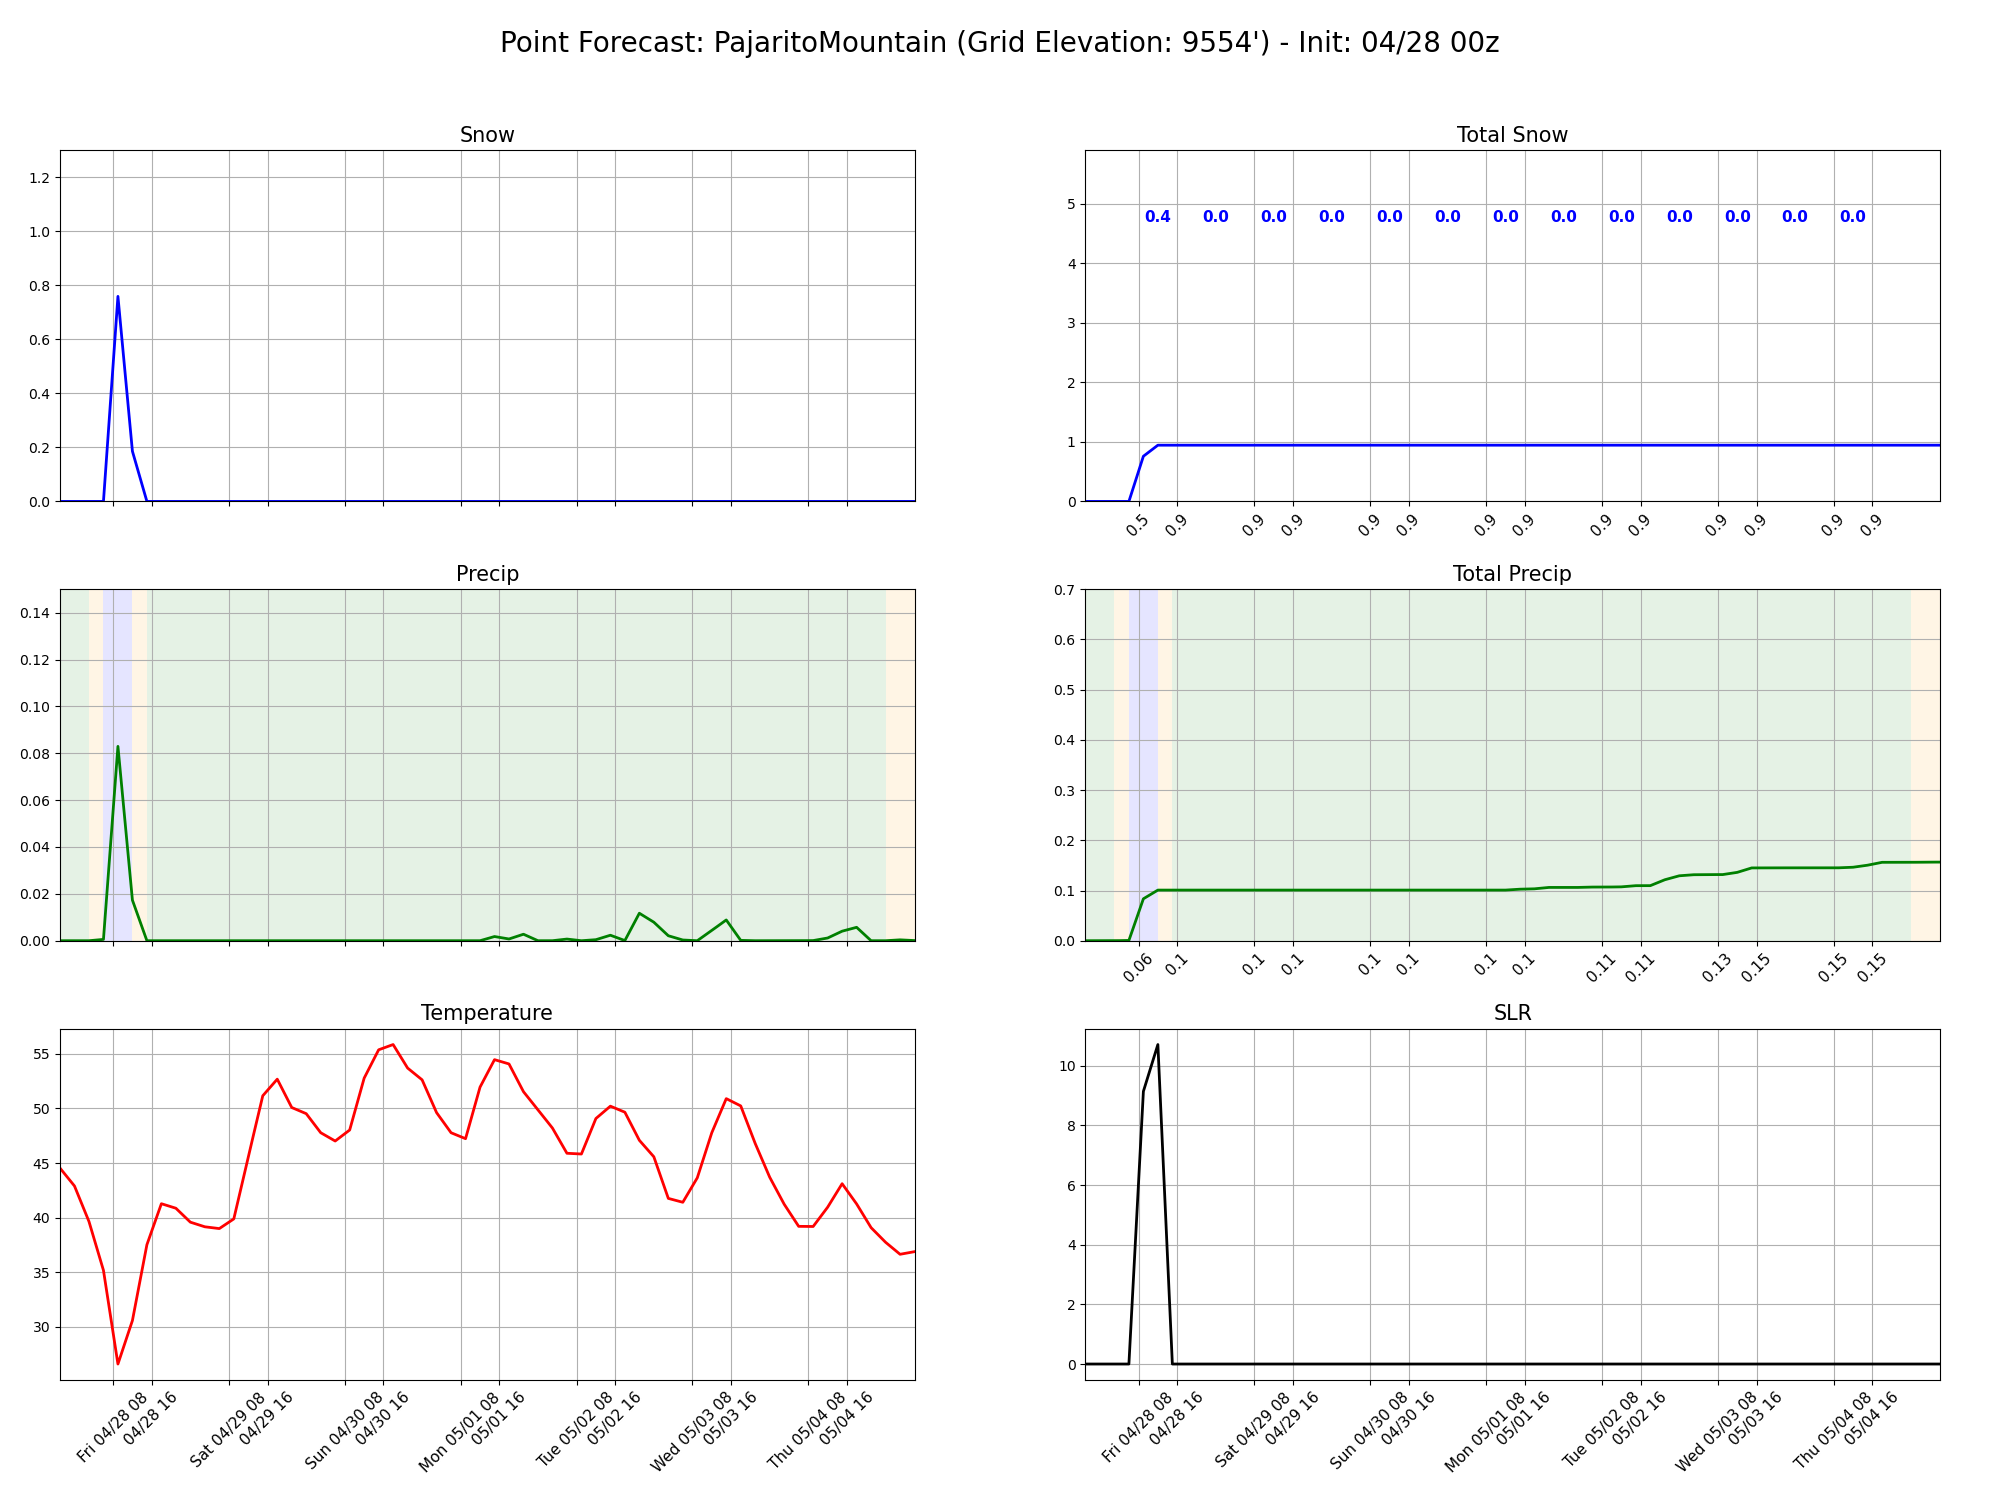 Point Forecast: PajaritoMountain (Grid Elevation: 9554') - Init: 04/28 00z
Snow
1.2
1.0
0.8
0.6
0.4
0.2
0.0
Total Snow
5
4
3
2
1
0
0.4 0.0 0.0 0.0 0.0 0.0 0.0 0.0 0.0 0.0 0.0 0.0 0.0
0.5 0.9 0.9 0.9 0.9 0.9 0.9 0.9 0.9 0.9 0.9 0.9 0.9 0.9
Precip
0.14
0.12
0.10
0.08
0.06
0.04
0.02
0.00
Total Precip
0.7
0.6
0.5
0.4
0.3
0.2
0.1
0.0
0.06 0.1 0.1 0.1 0.1 0.1 0.1 0.1 0.11 0.11 0.13 0.15 0.15 0.15
Temperature
55
50
45
40
35
30
Fri 04/28 08
04/28 16
Sat 04/29 08
04/29 16
Sun 04/30 08
04/30 16
Mon 05/01 08
05/01 16
Tue 05/02 08
05/02 16
Wed 05/03 08
05/03 16
Thu 05/04 08
05/04 16
SLR
10
8
6
4
2
0
Fri 04/28 08
04/28 16
Sat 04/29 08
04/29 16
Sun 04/30 08
04/30 16
Mon 05/01 08
05/01 16
Tue 05/02 08
05/02 16
Wed 05/03 08
05/03 16
Thu 05/04 08
05/04 16